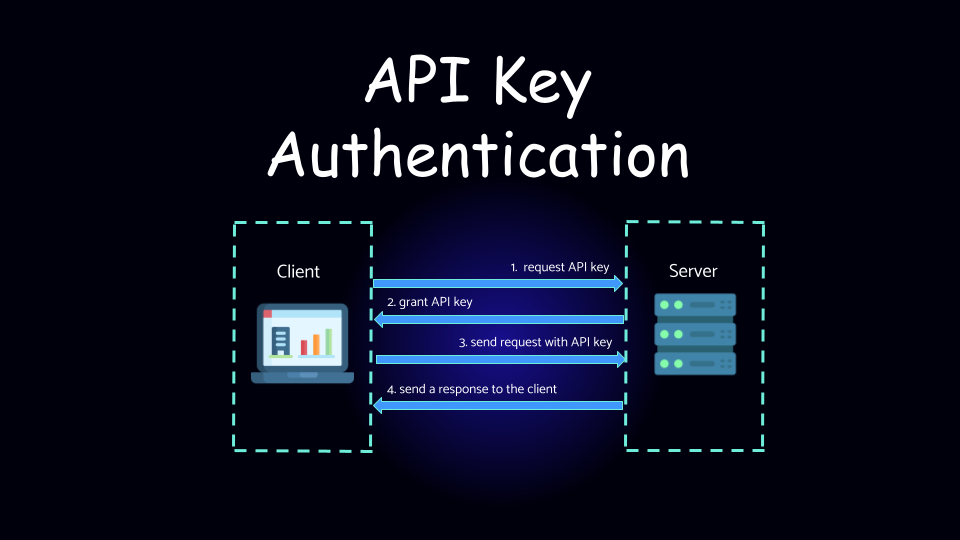 API Key
Authentication
Client
Server
1. request API key
2. grant API key
3. send request with API key
4. send a response to the client